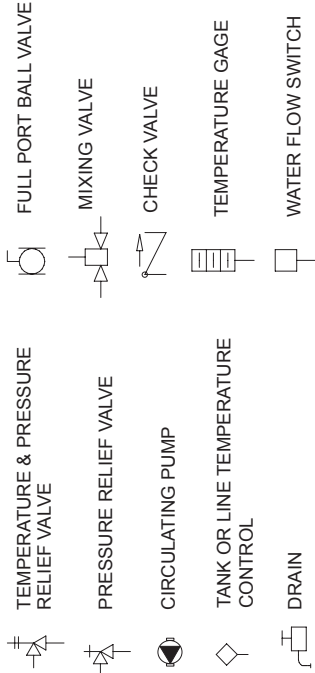 TEMPERATURE & PRESSURE
RELIEF VALVE
PRESSURE RELIEF VALVE
CIRCULATING PUMP
TANK OR LINE TEMPERATURE
CONTROL
DRAIN
FULL PORT BALL VALVE
MIXING VALVE
CHECK VALVE
TEMPERATURE GAGE
WATER FLOW SWITCH